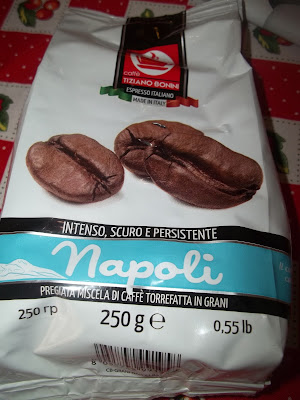 caffè
TIZIANO BONINI
ESPRESSO ITALIANO
MADE IN ITALY
INTENSO, SCURO E PERSISTENTE
Napoli
PREGIATA MISCELA DI CAFFÈ TORREFATTA IN GRANI
250 гр 250 g e 0,55 lb